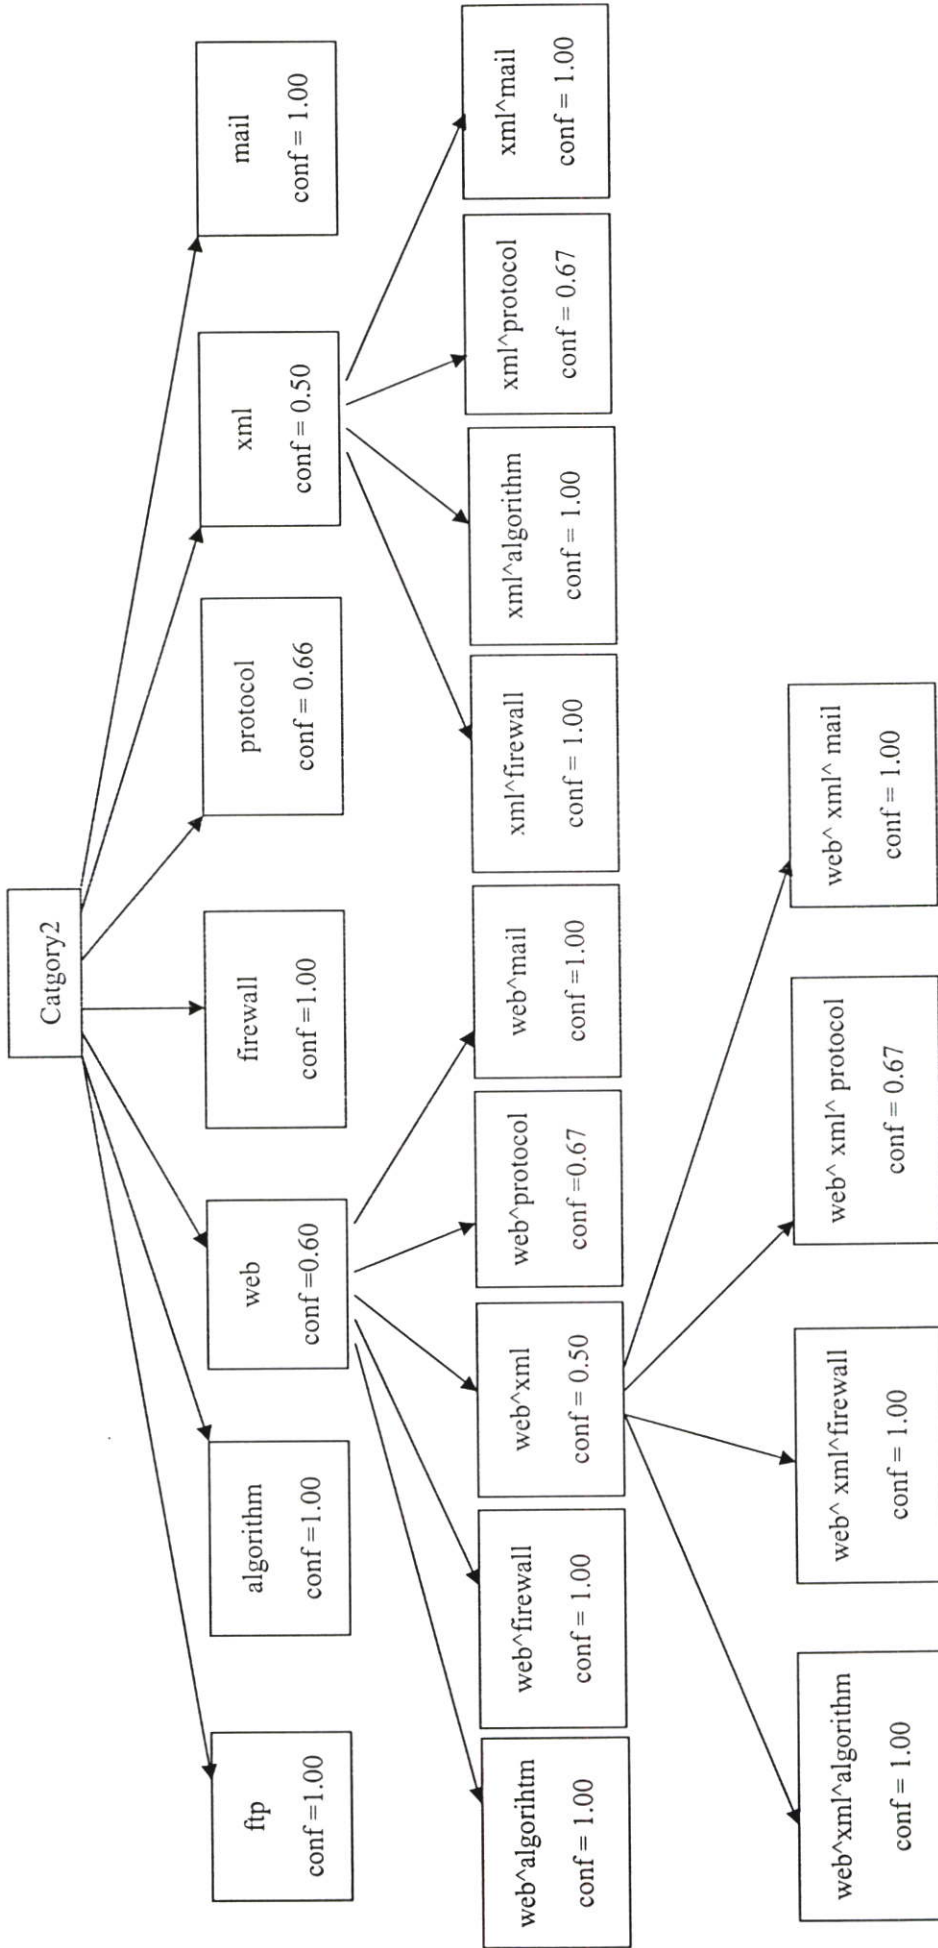 Catgory2
ftp
conf =1.00
algorithm
conf =1.00
web
conf =0.60
firewall
conf =1.00
protocol
conf = 0.66
xml
conf = 0.50
mail
conf = 1.00
web^algorihtm
conf = 1.00
web^firewall
conf = 1.00
web^xml
conf = 0.50
web^protocol
conf =0.67
web^mail
conf =1.00
xml^firewall
conf = 1.00
xml^algorithm
conf = 1.00
xml^protocol
conf = 0.67
xml^mail
conf = 1.00
web^xml^algorithm
conf = 1.00
web^ xml^firewall
conf = 1.00
web^ xml^ protocol
conf = 0.67
web^ xml^ mail
conf = 1.00